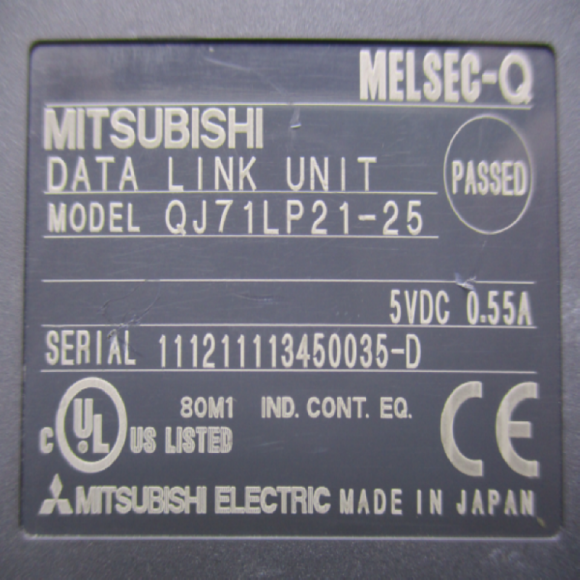 MELSEC-Q
MITSUBISHI
DATA LINK UNIT
PASSED
MODEL QJ71LP21-25
5VDC 0.55A
SERIAL 111211113450035-D
C UL US LISTED
80M1 IND. CONT. EQ.
CE
MITSUBISHI ELECTRIC MADE IN JAPAN